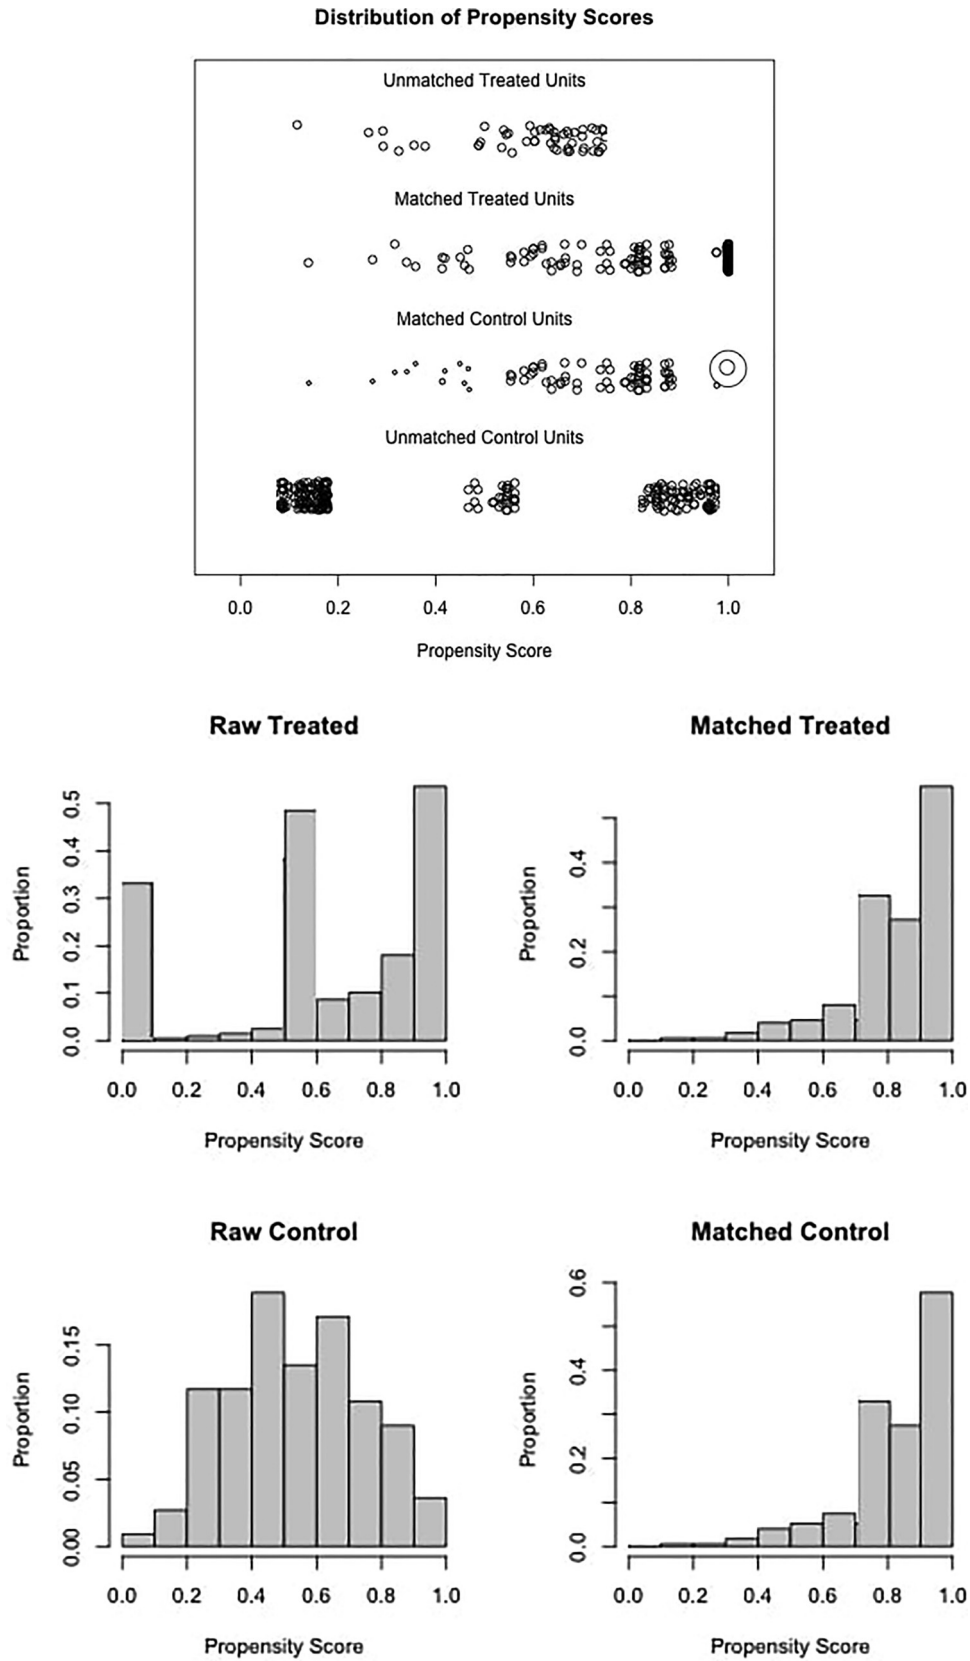 Distribution of Propensity Scores
Unmatched Treated Units
Matched Treated Units
Matched Control Units
Unmatched Control Units
0.0 0.2 0.4 0.6 0.8 1.0
Propensity Score
Raw Treated
Proportion
0.0 0.1 0.2 0.3 0.4 0.5
0.0 0.2 0.4 0.6 0.8 1.0
Propensity Score
Matched Treated
Proportion
0.0 0.2 0.4
0.0 0.2 0.4 0.6 0.8 1.0
Propensity Score
Raw Control
Proportion
0.00 0.05 0.10 0.15
0.0 0.2 0.4 0.6 0.8 1.0
Propensity Score
Matched Control
Proportion
0.0 0.2 0.4 0.6
0.0 0.2 0.4 0.6 0.8 1.0
Propensity Score